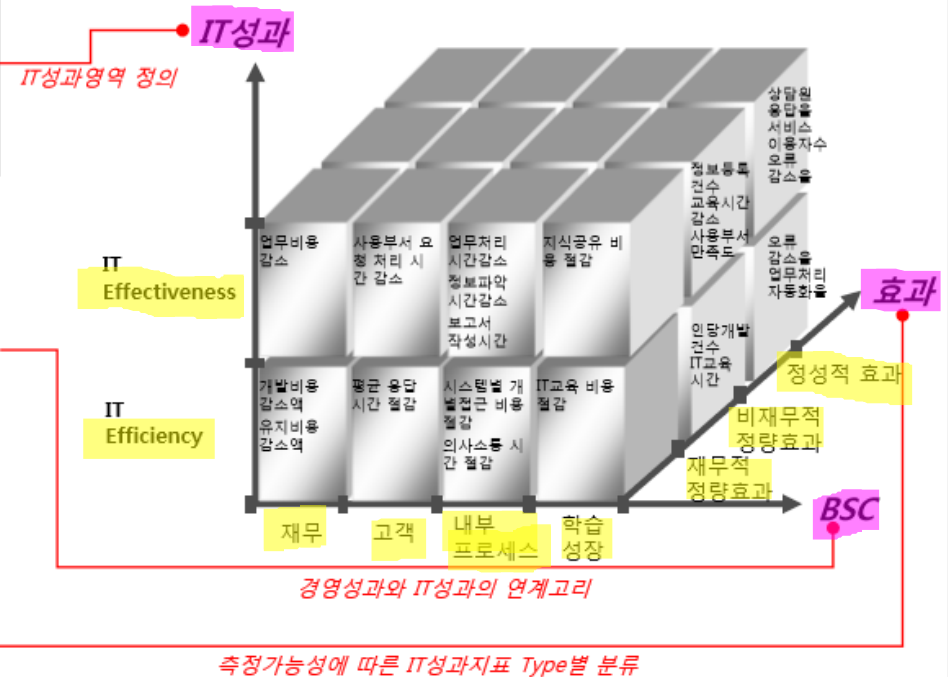 IT성과
IT성과영역 정의
상담원
응답율
서비스
이용자수
오류
감소율
정보등록
건수
교육시간
감소
사용부서
만족도
IT
Effectiveness
업무비용
감소
사용부서 요
청 처리 시
간 감소
업무처리
시간감소
정보파악
시간감소
보고서
작성시간
지식공유 비
용 절감
오류
감소율
업무처리
자동화율
효과
인당개발
건수
IT교육
시간
정성적 효과
IT
Efficiency
개발비용
감소액
유지비용
감소액
평균 응답
시간 절감
시스템별 개
별접근 비용
절감
의사소통 시
간 절감
IT교육 비용
절감
비재무적
정량효과
재무적
정량효과
BSC
재무
고객
내부
프로세스
학습
성장
경영성과와 IT성과의 연계고리
측정가능성에 따른 IT성과지표 Type별 분류